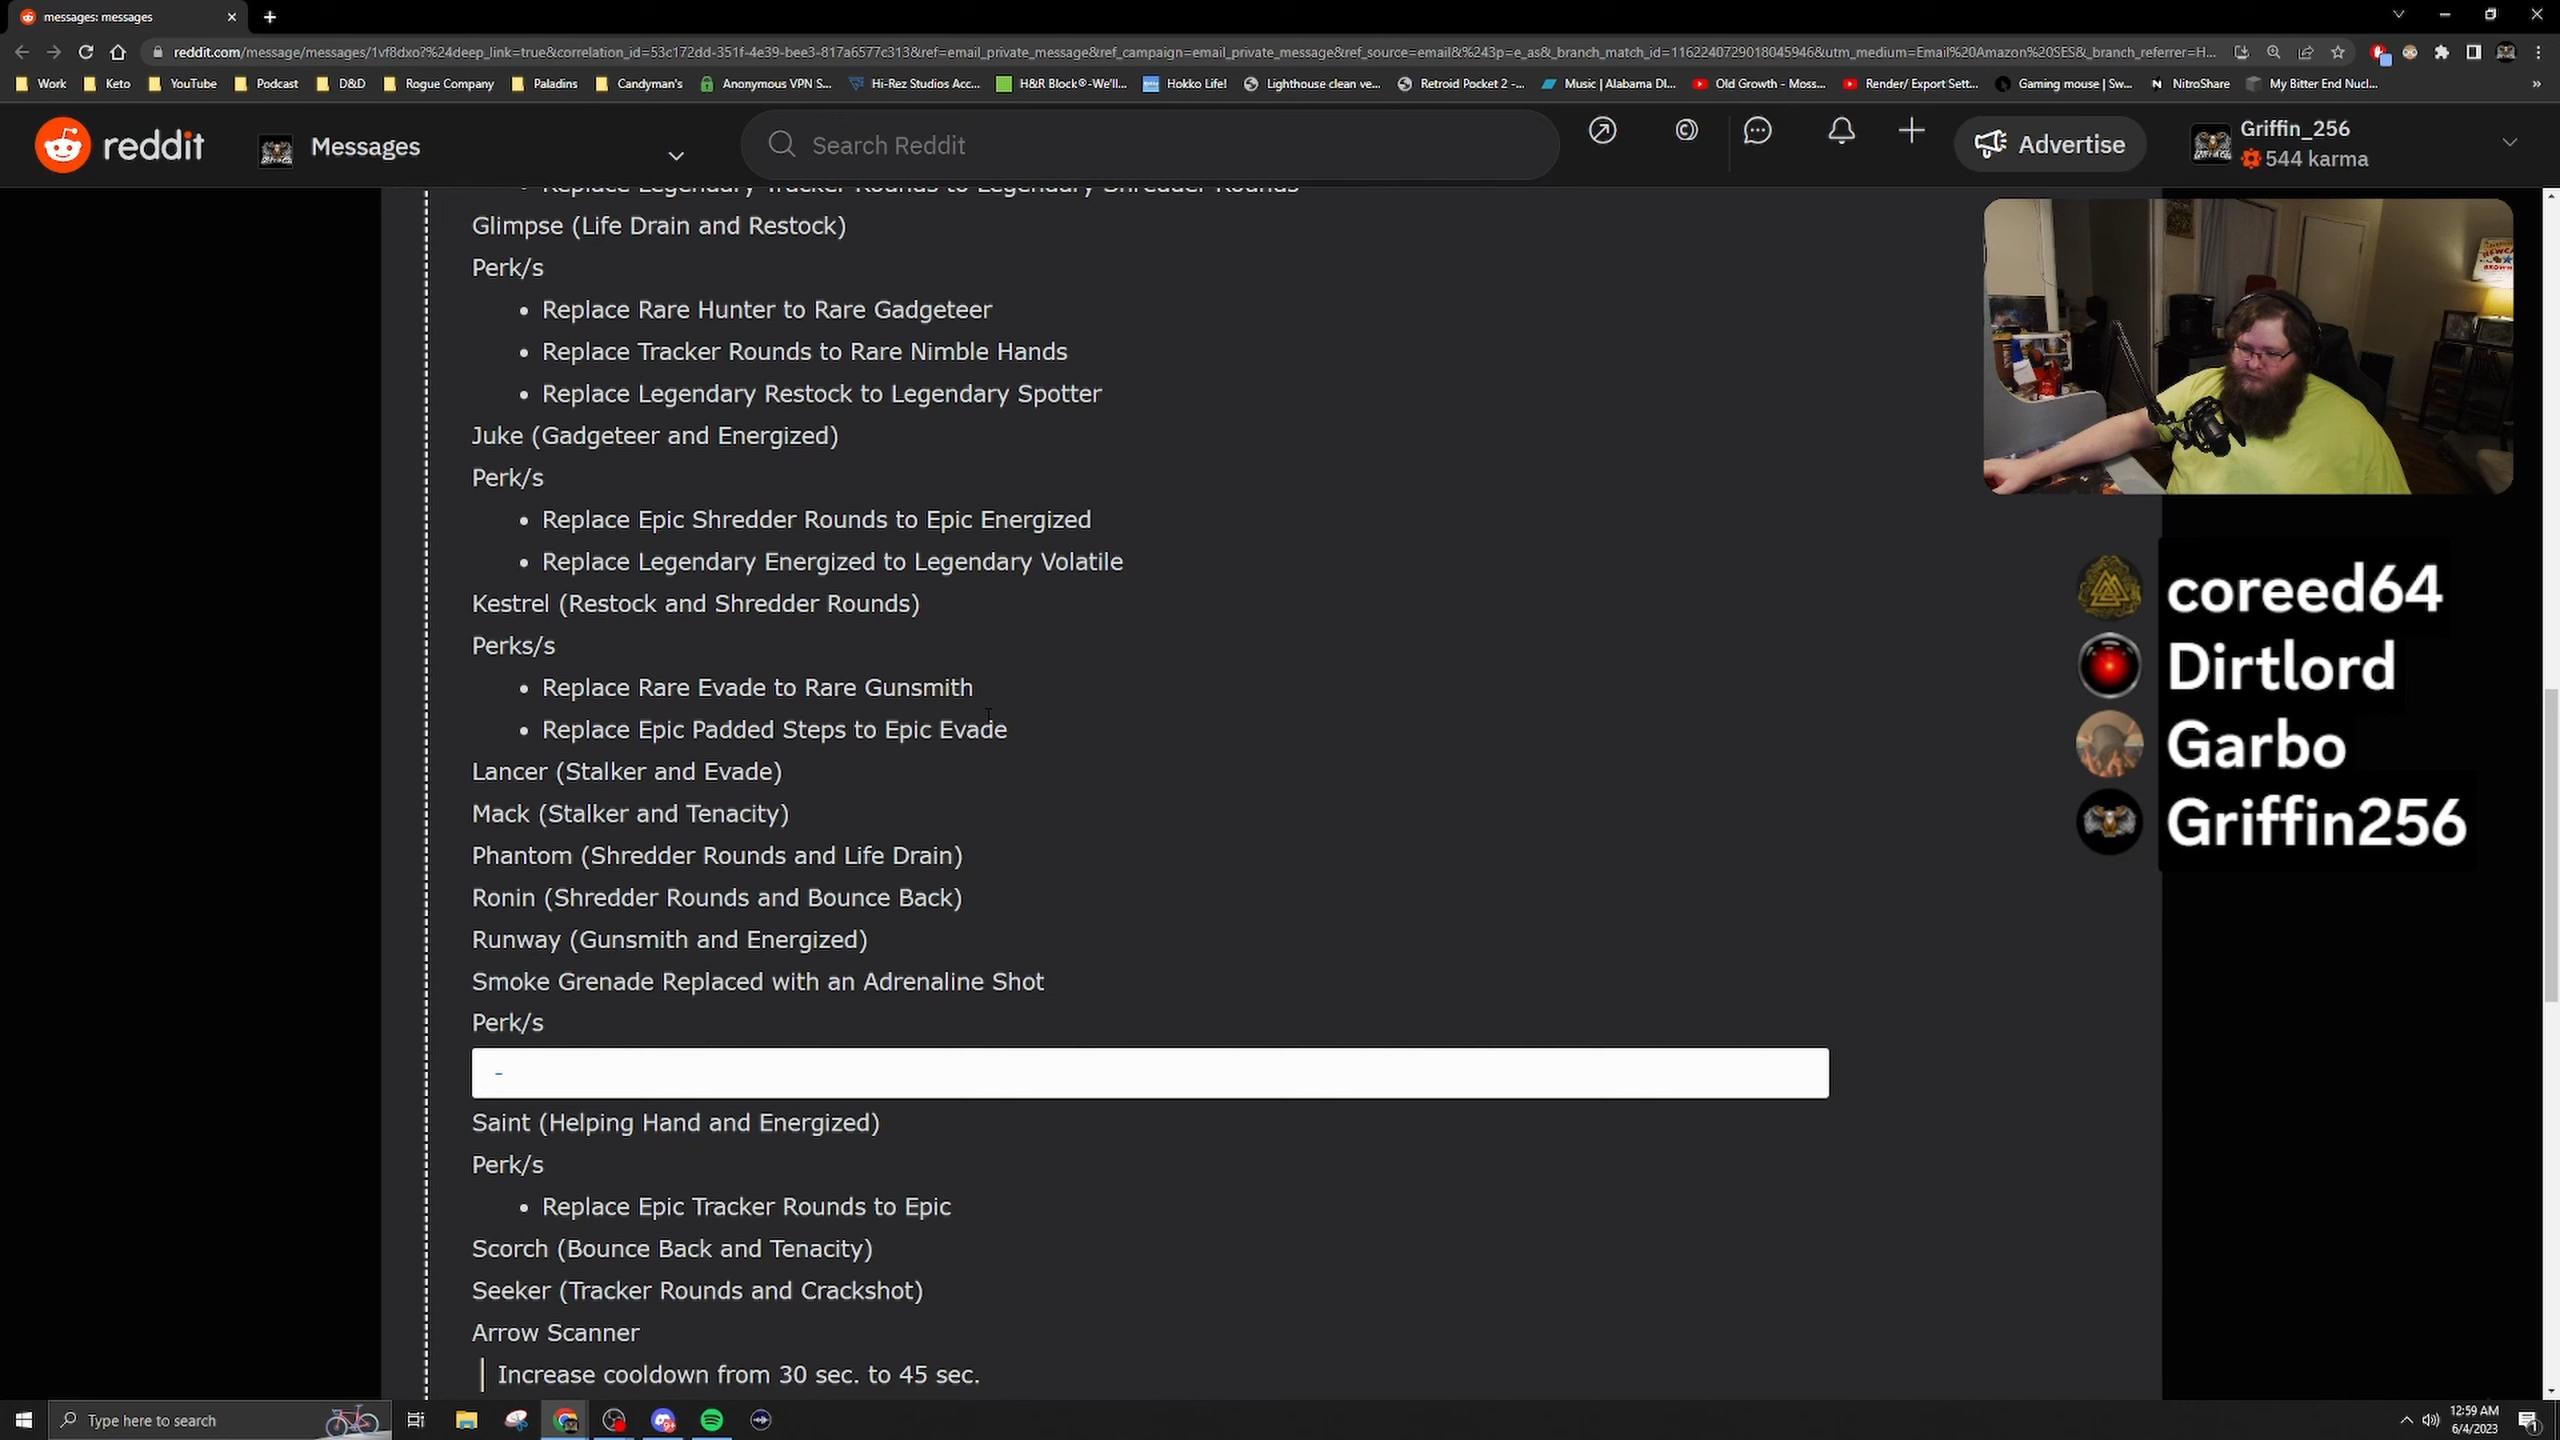 messages: messages
reddit.com/message/messages/1vf8dxo?%24deep_link=true&correlation_id=53c172dd-351f-4e39-bee3-817a6577c313&ref=email_private_message&ref_campaign=email_private_message&ref_source=email&%243p=e_as&_branch_match_id=1162240729018045946&utm_medium=Email%20Amazon%20SES&_branch_referrer=H...
Work Keto YouTube Podcast D&D Rogue Company Paladins Candyman's Anonymous VPN S... Hi-Rez Studios Acc... H&R Block®-We'll... Hokko Life! Lighthouse clean ve... Retroid Pocket 2 -... Music | Alabama DI... Old Growth - Moss... Render/ Export Sett... Gaming mouse | Sw... NitroShare My Bitter End Nucl... »
reddit Messages Search Reddit Advertise Griffin_256
544 karma
Replace Legendary Tracker Rounds to Legendary Shredder Rounds
Glimpse (Life Drain and Restock)
Perk/s
• Replace Rare Hunter to Rare Gadgeteer
• Replace Tracker Rounds to Rare Nimble Hands
• Replace Legendary Restock to Legendary Spotter
Juke (Gadgeteer and Energized)
Perk/s
• Replace Epic Shredder Rounds to Epic Energized
• Replace Legendary Energized to Legendary Volatile
Kestrel (Restock and Shredder Rounds)
Perks/s
• Replace Rare Evade to Rare Gunsmith
• Replace Epic Padded Steps to Epic Evade
Lancer (Stalker and Evade)
Mack (Stalker and Tenacity)
Phantom (Shredder Rounds and Life Drain)
Ronin (Shredder Rounds and Bounce Back)
Runway (Gunsmith and Energized)
Smoke Grenade Replaced with an Adrenaline Shot
Perk/s
-
Saint (Helping Hand and Energized)
Perk/s
• Replace Epic Tracker Rounds to Epic
Scorch (Bounce Back and Tenacity)
Seeker (Tracker Rounds and Crackshot)
Arrow Scanner
Increase cooldown from 30 sec. to 45 sec.
coreed64
Dirtlord
Garbo
Griffin256
Type here to search
12:59 AM
6/4/2023